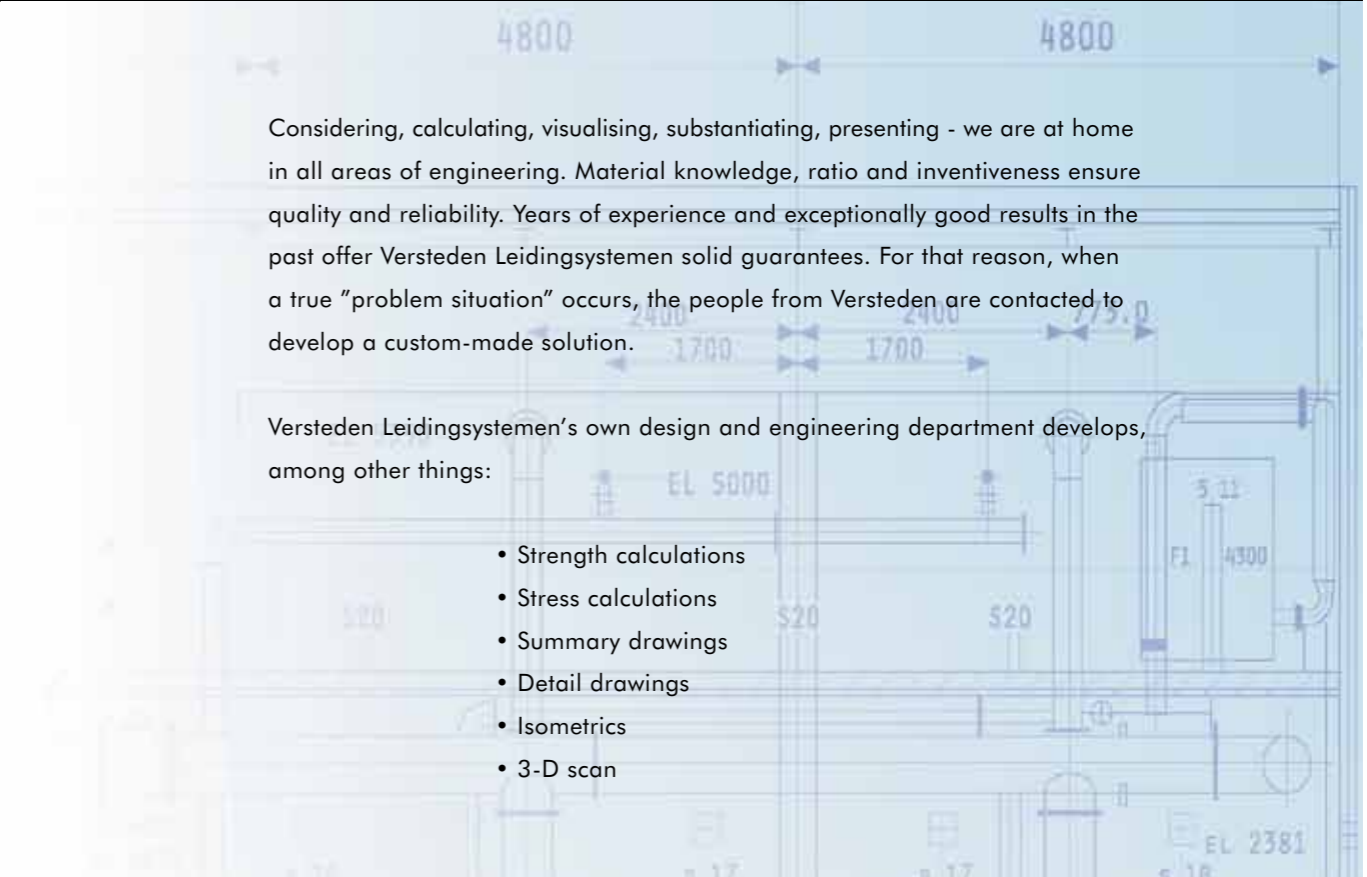 4800 4800
Considering, calculating, visualising, substantiating, presenting - we are at home
in all areas of engineering. Material knowledge, ratio and inventiveness ensure
quality and reliability. Years of experience and exceptionally good results in the
past offer Versteden Leidingsystemen solid guarantees. For that reason, when
a true "problem situation" occurs, the people from Versteden are contacted to
2400 2400 775.0
develop a custom-made solution.
1700 1700
Versteden Leidingsystemen's own design and engineering department develops,
among other things:
EL 5000
• Strength calculations
F1 4300
• Stress calculations
S20 S20 S20
• Summary drawings
• Detail drawings
• Isometrics
• 3-D scan
EL 2381